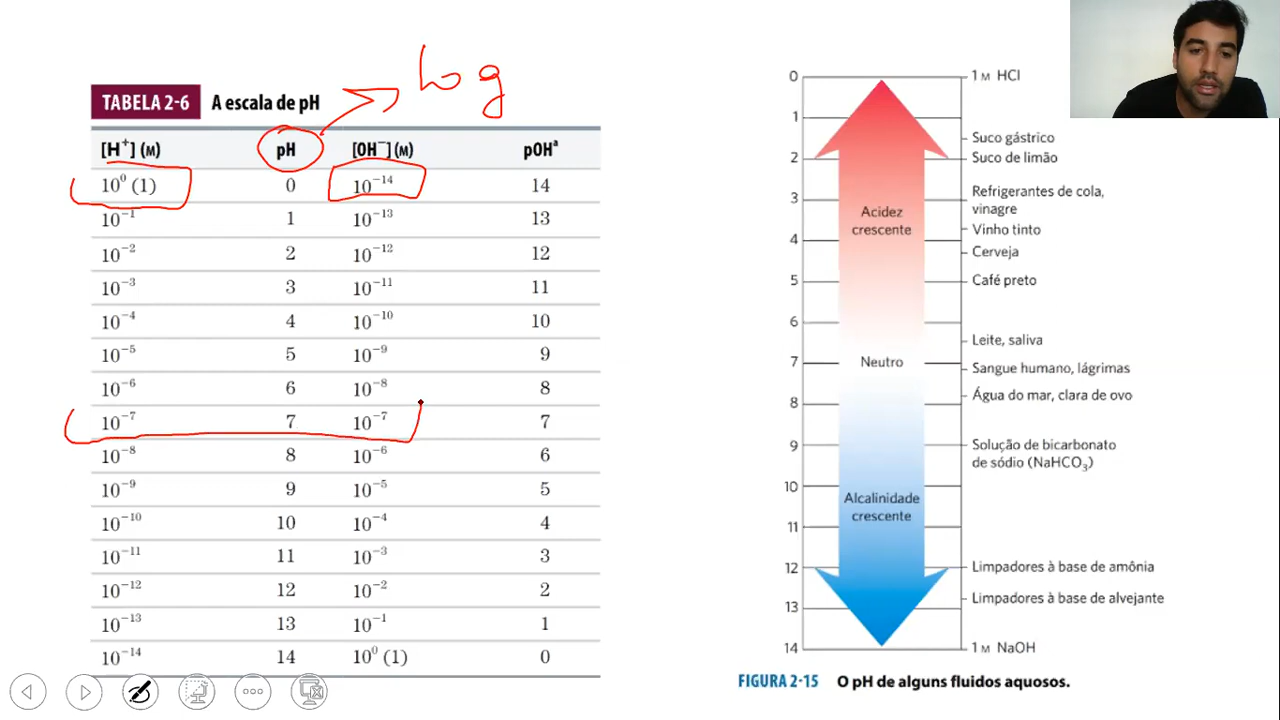 log
TABELA 2-6 A escala de pH
[H⁺] (M) pH [OH⁻] (M) pOHᵃ
10⁰ (1) 0 10⁻¹⁴ 14
10⁻¹ 1 10⁻¹³ 13
10⁻² 2 10⁻¹² 12
10⁻³ 3 10⁻¹¹ 11
10⁻⁴ 4 10⁻¹⁰ 10
10⁻⁵ 5 10⁻⁹ 9
10⁻⁶ 6 10⁻⁸ 8
10⁻⁷ 7 10⁻⁷ 7
10⁻⁸ 8 10⁻⁶ 6
10⁻⁹ 9 10⁻⁵ 5
10⁻¹⁰ 10 10⁻⁴ 4
10⁻¹¹ 11 10⁻³ 3
10⁻¹² 12 10⁻² 2
10⁻¹³ 13 10⁻¹ 1
10⁻¹⁴ 14 10⁰ (1) 0
0
1
2
3
4
5
6
7
8
9
10
11
12
13
14
Acidez
crescente
Neutro
Alcalinidade
crescente
1 M HCl
Suco gástrico
Suco de limão
Refrigerantes de cola,
vinagre
Vinho tinto
Cerveja
Café preto
Leite, saliva
Sangue humano, lágrimas
Água do mar, clara de ovo
Solução de bicarbonato
de sódio (NaHCO₃)
Limpadores à base de amônia
Limpadores à base de alvejante
1 M NaOH
FIGURA 2-15 O pH de alguns fluidos aquosos.